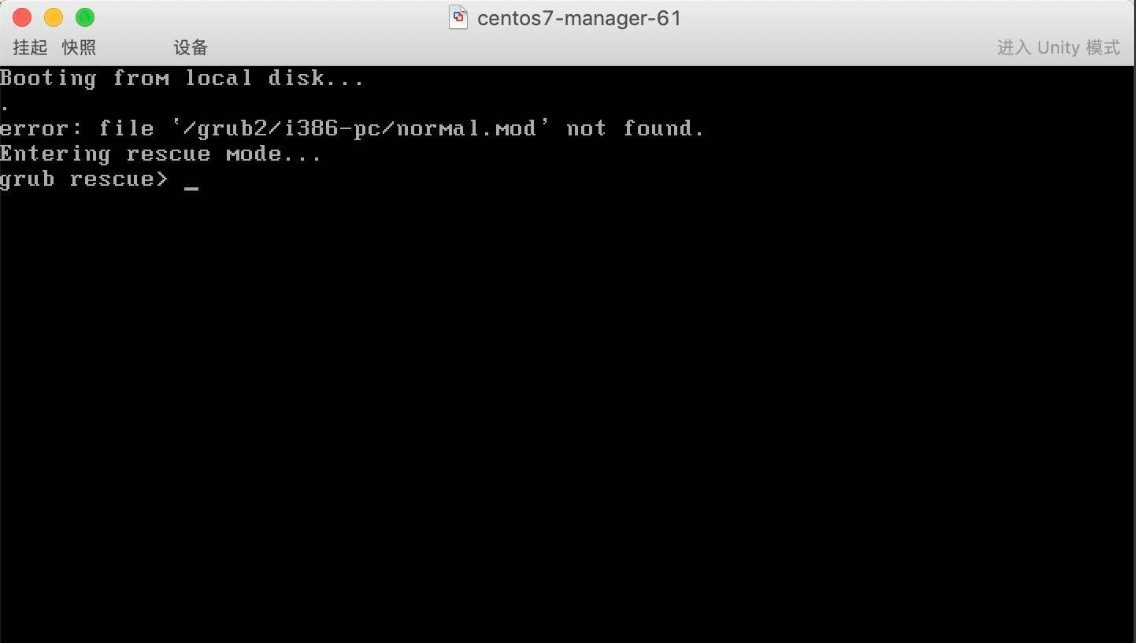 centos7-manager-61
挂起 快照 设备 进入 Unity 模式
Booting from local disk...
.
error: file '/grub2/i386-pc/normal.mod' not found.
Entering rescue mode...
grub rescue> _